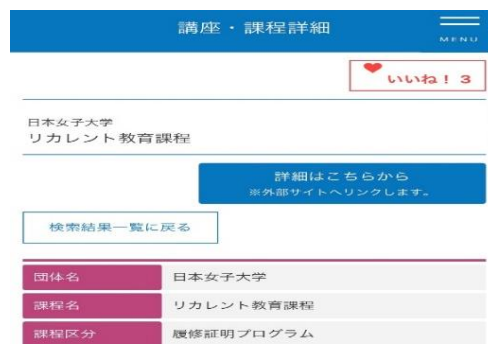 講座・課程詳細
MENU
いいね! 3
日本女子大学
リカレント教育課程
詳細はこちらから
※外部サイトへリンクします。
検索結果一覧に戻る
団体名 日本女子大学
課程名 リカレント教育課程
課程区分 履修証明プログラム